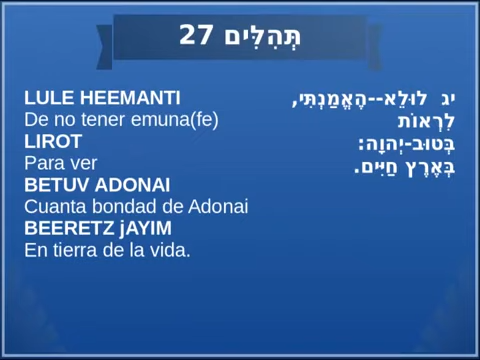 תְּהִלִּים 27
LULE HEEMANTI
De no tener emuna(fe)
LIROT
Para ver
BETUV ADONAI
Cuanta bondad de Adonai
BEERETZ jAYIM
En tierra de la vida.
יג לוּלֵא--הֶאֱמַנְתִּי,
לִרְאוֹת
בְּטוּב-יְהוָה:
בְּאֶרֶץ חַיִּים.